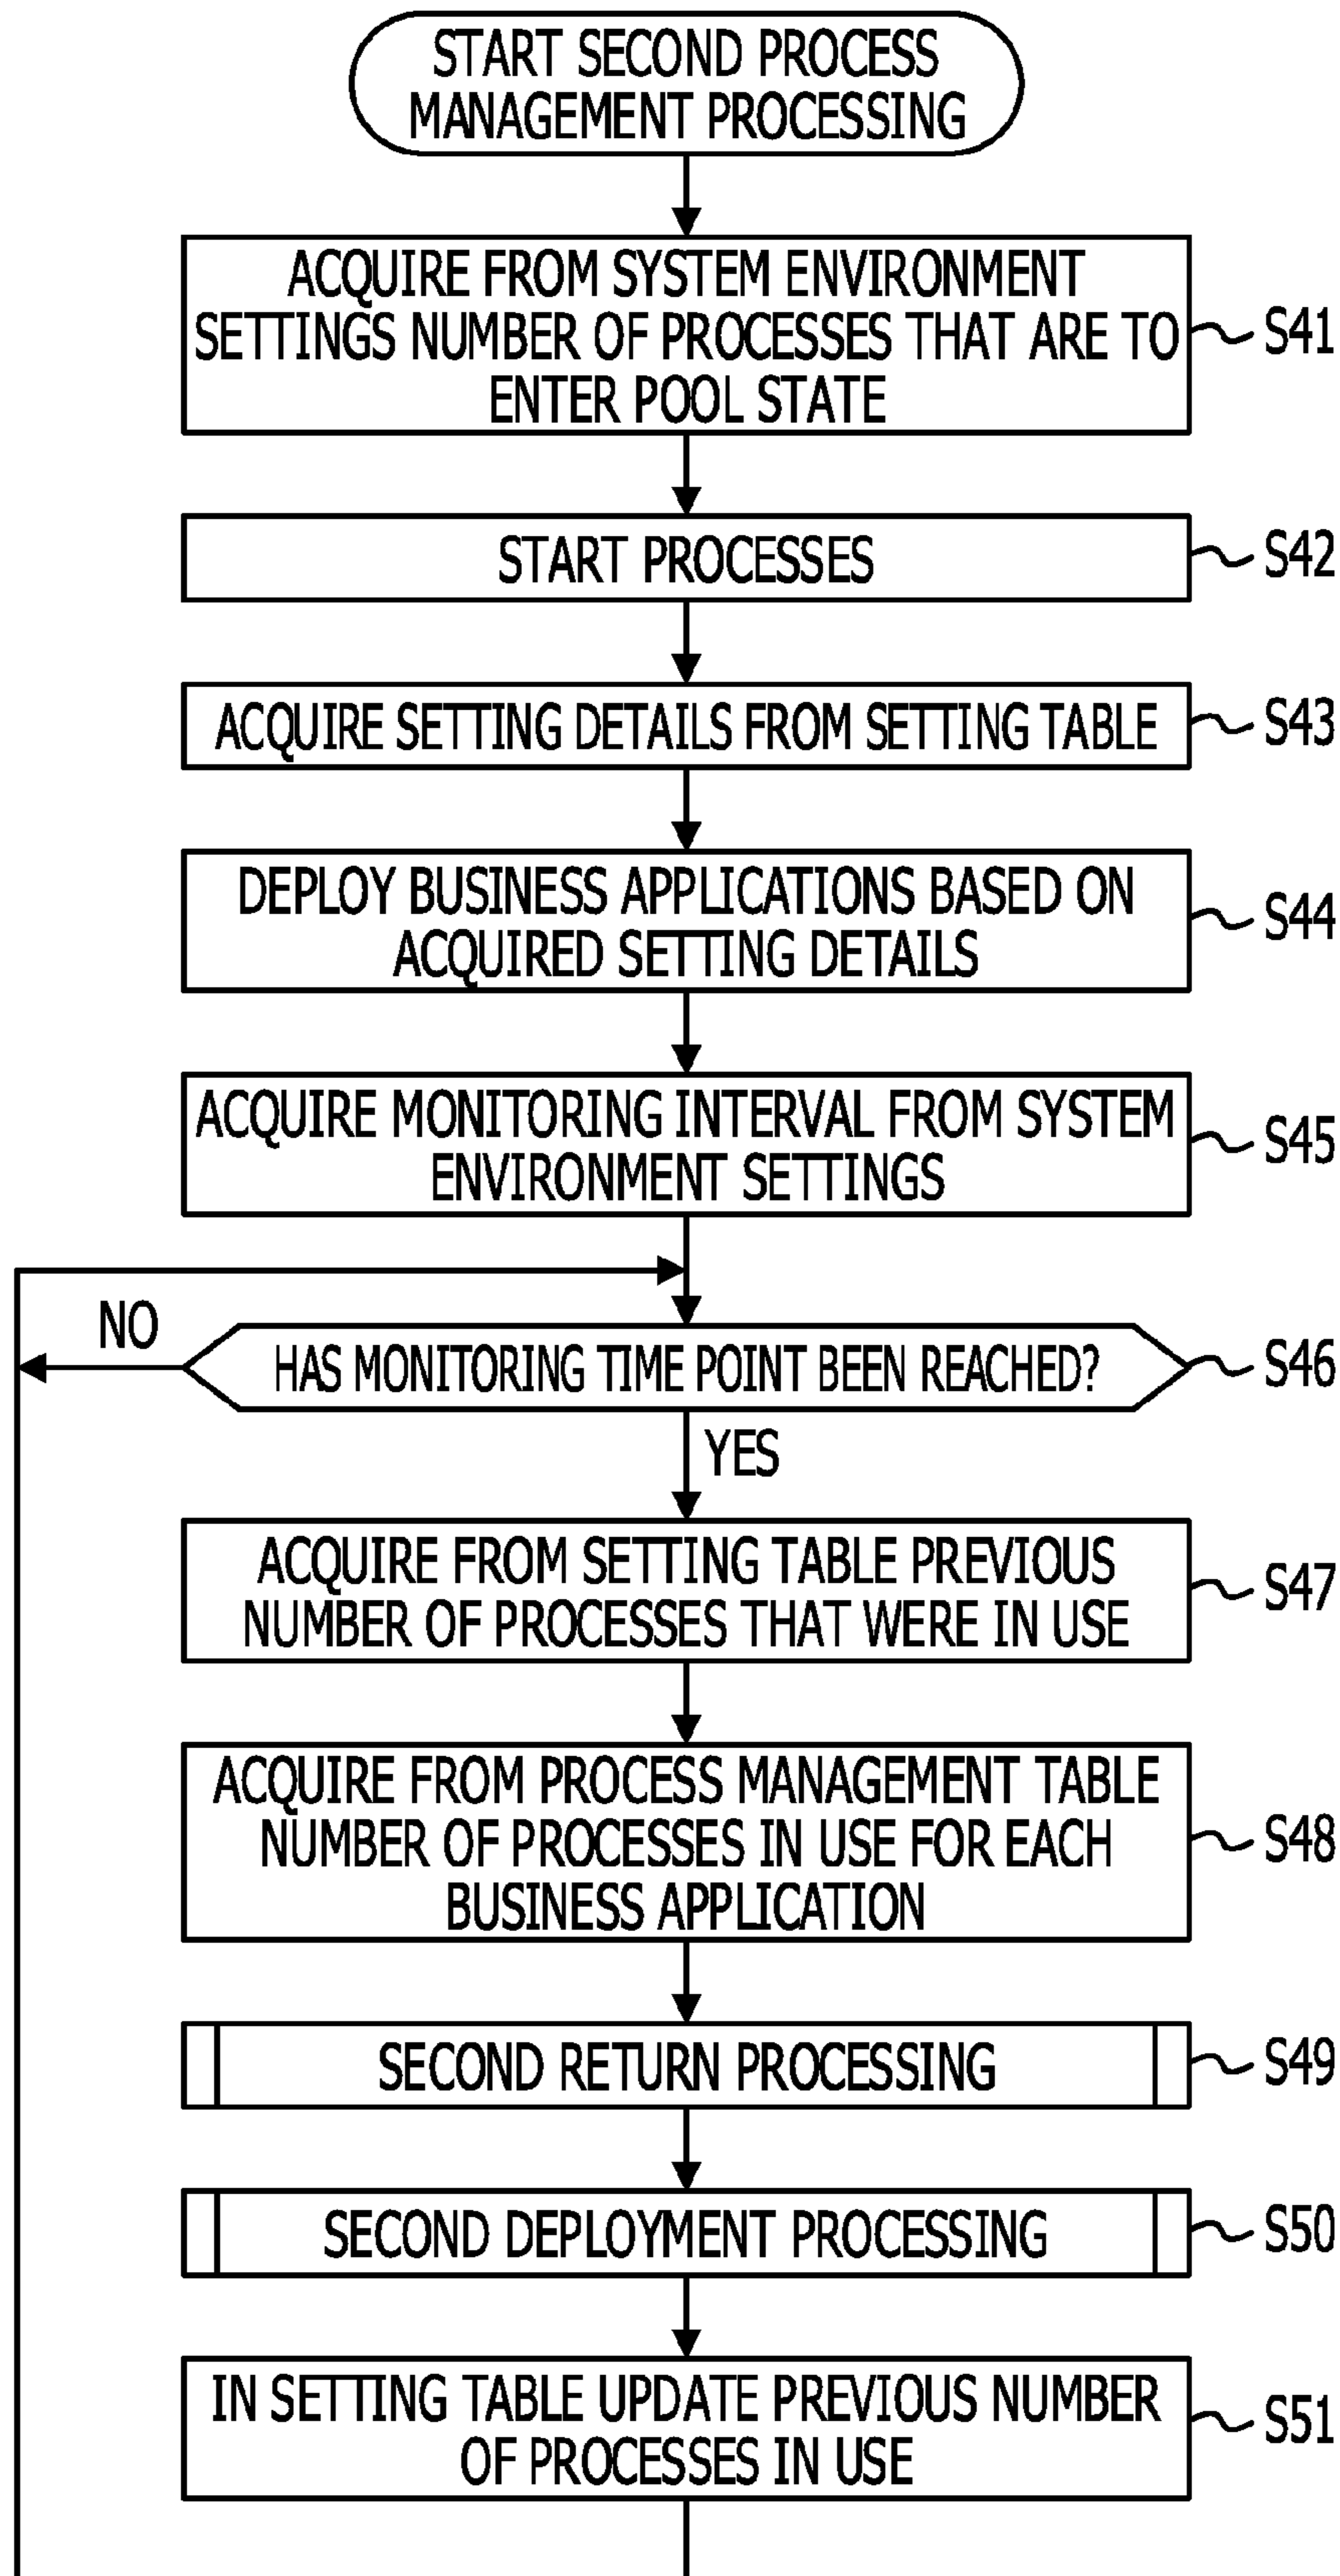 START SECOND PROCESS
MANAGEMENT PROCESSING
ACQUIRE FROM SYSTEM ENVIRONMENT
SETTINGS NUMBER OF PROCESSES THAT ARE TO
ENTER POOL STATE
S41
START PROCESSES
S42
ACQUIRE SETTING DETAILS FROM SETTING TABLE
S43
DEPLOY BUSINESS APPLICATIONS BASED ON
ACQUIRED SETTING DETAILS
S44
ACQUIRE MONITORING INTERVAL FROM SYSTEM
ENVIRONMENT SETTINGS
S45
NO
HAS MONITORING TIME POINT BEEN REACHED?
S46
YES
ACQUIRE FROM SETTING TABLE PREVIOUS
NUMBER OF PROCESSES THAT WERE IN USE
S47
ACQUIRE FROM PROCESS MANAGEMENT TABLE
NUMBER OF PROCESSES IN USE FOR EACH
BUSINESS APPLICATION
S48
SECOND RETURN PROCESSING
S49
SECOND DEPLOYMENT PROCESSING
S50
IN SETTING TABLE UPDATE PREVIOUS NUMBER
OF PROCESSES IN USE
S51